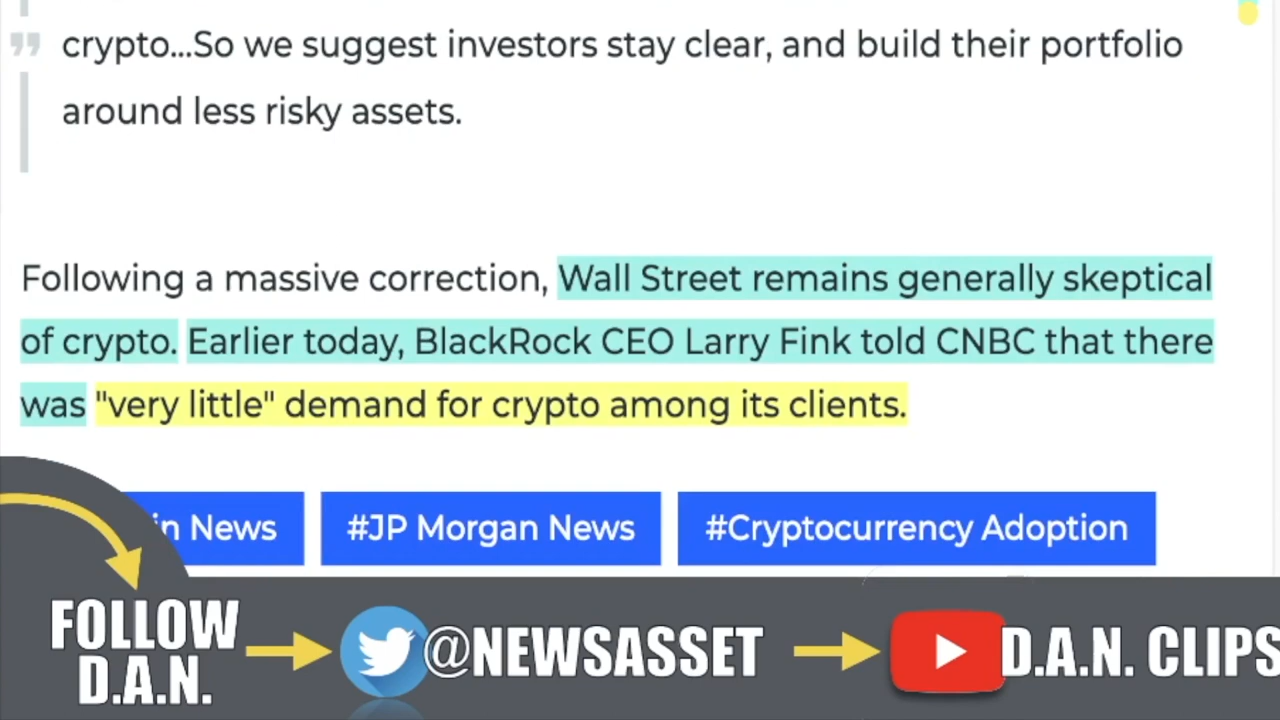 crypto...So we suggest investors stay clear, and build their portfolio
around less risky assets.
Following a massive correction, Wall Street remains generally skeptical
of crypto. Earlier today, BlackRock CEO Larry Fink told CNBC that there
was "very little" demand for crypto among its clients.
in News #JP Morgan News #Cryptocurrency Adoption
FOLLOW
D.A.N.
@NEWSASSET
D.A.N. CLIPS